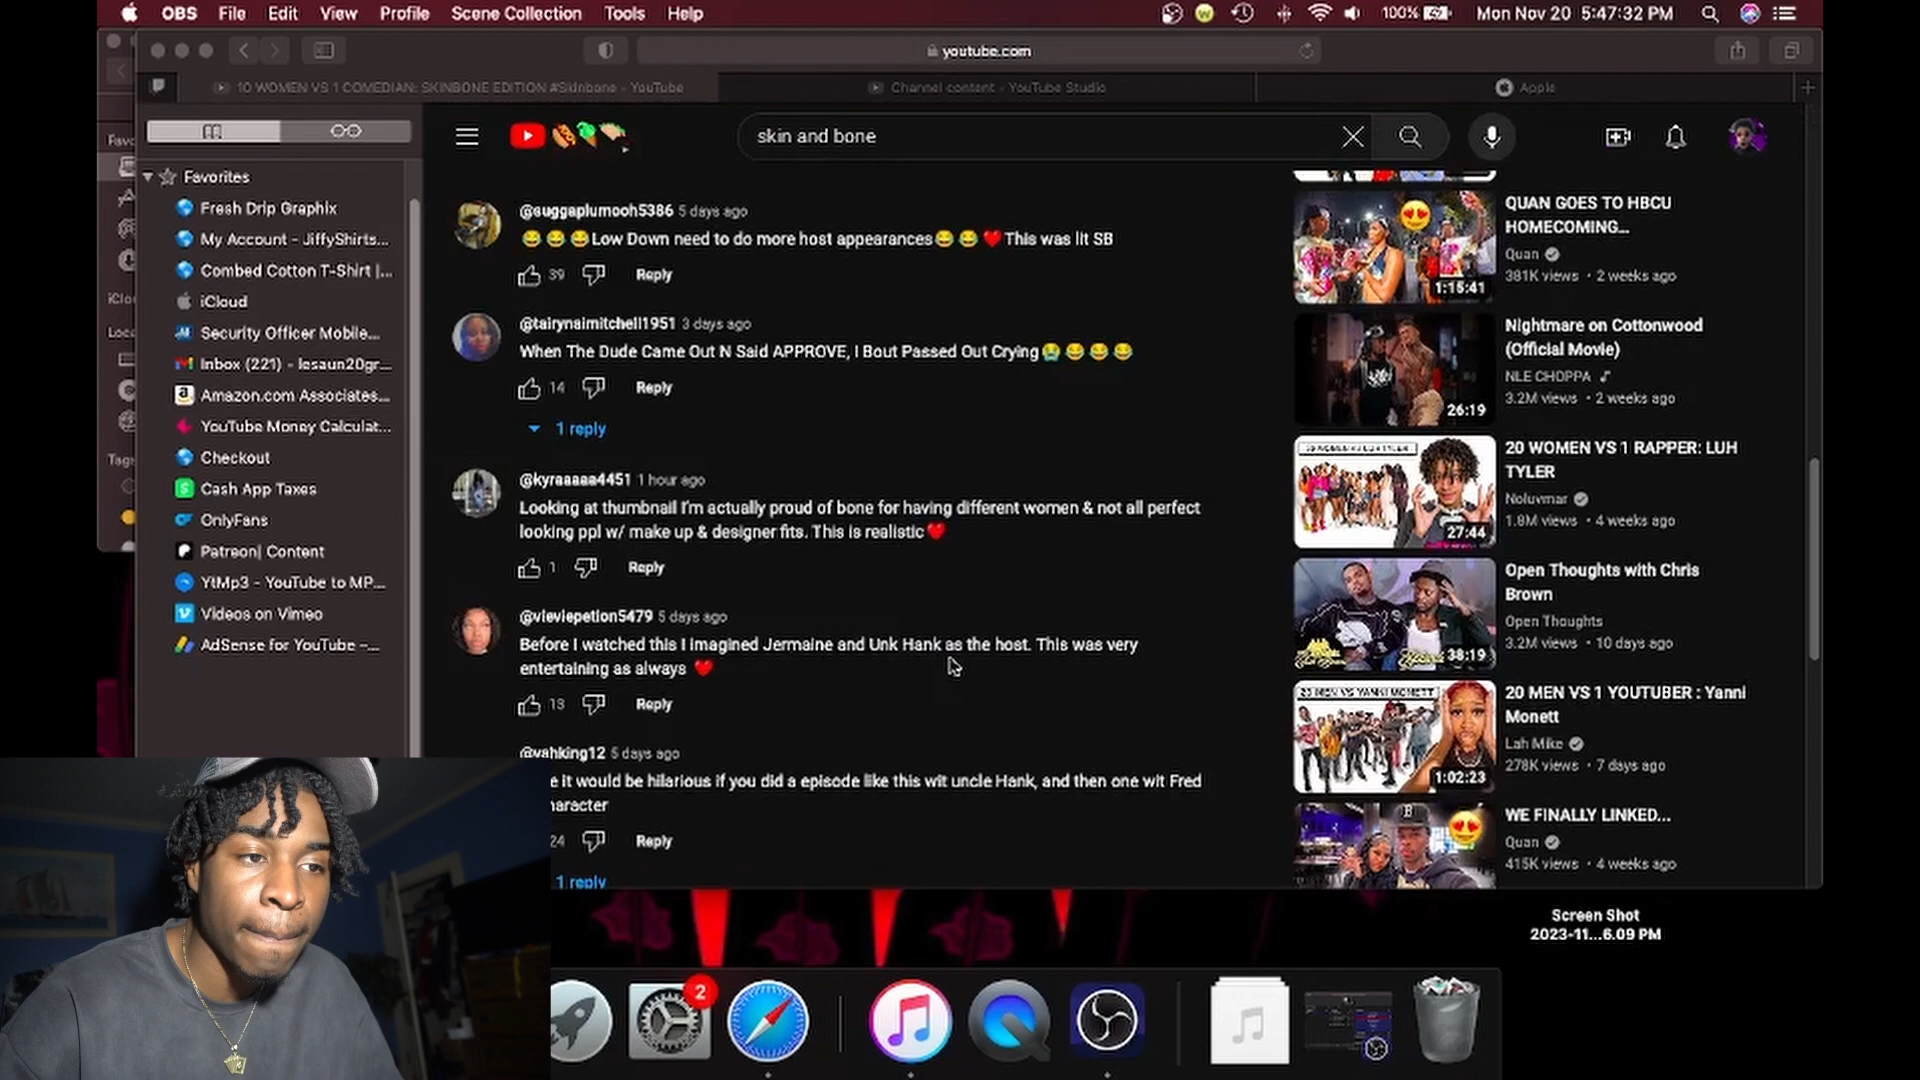 OBS File Edit View Profile Scene Collection Tools Help
100% Mon Nov 20 5:47:32 PM
youtube.com
10 WOMEN VS 1 COMEDIAN: SKINBONE EDITION #Skinbone - YouTube
Channel content - YouTube Studio
Apple
skin and bone
Favorites
Fresh Drip Graphix
My Account - JiffyShirts...
Combed Cotton T-Shirt |...
iCloud
Security Officer Mobile...
Inbox (221) - lesaun20gr...
Amazon.com Associates...
YouTube Money Calculat...
Checkout
Cash App Taxes
OnlyFans
Patreon| Content
YtMp3 - YouTube to MP...
Videos on Vimeo
AdSense for YouTube –...
Favo
iClou
Loca
Tags
@suggaplumooh5386 5 days ago
😂😂😂Low Down need to do more host appearances😂😂❤️This was lit SB
39 Reply
@tairynaimitchell1951 3 days ago
When The Dude Came Out N Said APPROVE, I Bout Passed Out Crying😭😂😂😂
14 Reply
1 reply
@kyraaaaa4451 1 hour ago
Looking at thumbnail I'm actually proud of bone for having different women & not all perfect
looking ppl w/ make up & designer fits. This is realistic❤️
1 Reply
@vieviepetion5479 5 days ago
Before I watched this I imagined Jermaine and Unk Hank as the host. This was very
entertaining as always ❤️
13 Reply
@yahking12 5 days ago
e it would be hilarious if you did a episode like this wit uncle Hank, and then one wit Fred
haracter
24 Reply
1 reply
QUAN GOES TO HBCU
HOMECOMING...
Quan
381K views • 2 weeks ago
1:15:41
Nightmare on Cottonwood
(Official Movie)
NLE CHOPPA
3.2M views • 2 weeks ago
26:19
20 WOMEN VS 1 RAPPER: LUH
TYLER
Noluvmar
1.8M views • 4 weeks ago
27:44
Open Thoughts with Chris
Brown
Open Thoughts
3.2M views • 10 days ago
38:19
20 MEN VS YANNI MONETT
20 MEN VS 1 YOUTUBER : Yanni
Monett
Lah Mike
278K views • 7 days ago
1:02:23
WE FINALLY LINKED...
Quan
415K views • 4 weeks ago
Screen Shot
2023-11...6.09 PM
2